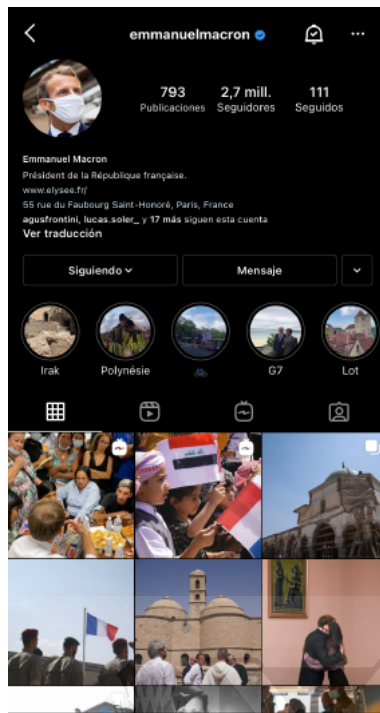 emmanuelmacron
793 2,7 mill. 111
Publicaciones Seguidores Seguidos
Emmanuel Macron
Président de la République française.
www.elysee.fr/
55 rue du Faubourg Saint-Honoré, Paris, France
agusfrontini, lucas.soler_ y 17 más siguen esta cuenta
Ver traducción
Siguiendo Mensaje
Irak Polynésie 🚲 G7 Lot